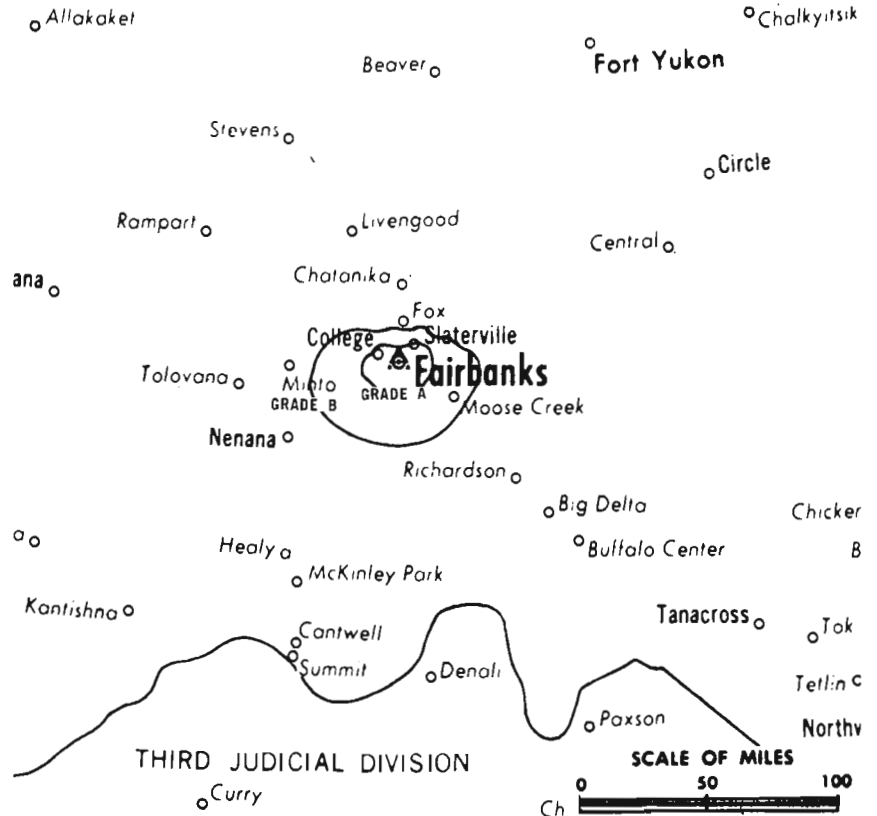 Allakaket
Chalkyitsik
Beaver
Fort Yukon
Stevens
Circle
Rampart
Livengood
Central
Chatanika
ana
Fox
College
Slaterville
Fairbanks
Tolovana
Minto
GRADE B
GRADE A
Moose Creek
Nenana
Richardson
Big Delta
Chicker
a
Healy
Buffalo Center
B
McKinley Park
Kantishna
Tanacross
Tok
Cantwell
Summit
Denali
Tetlin
Paxson
Northw
THIRD JUDICIAL DIVISION
SCALE OF MILES
0 50 100
Curry
Ch